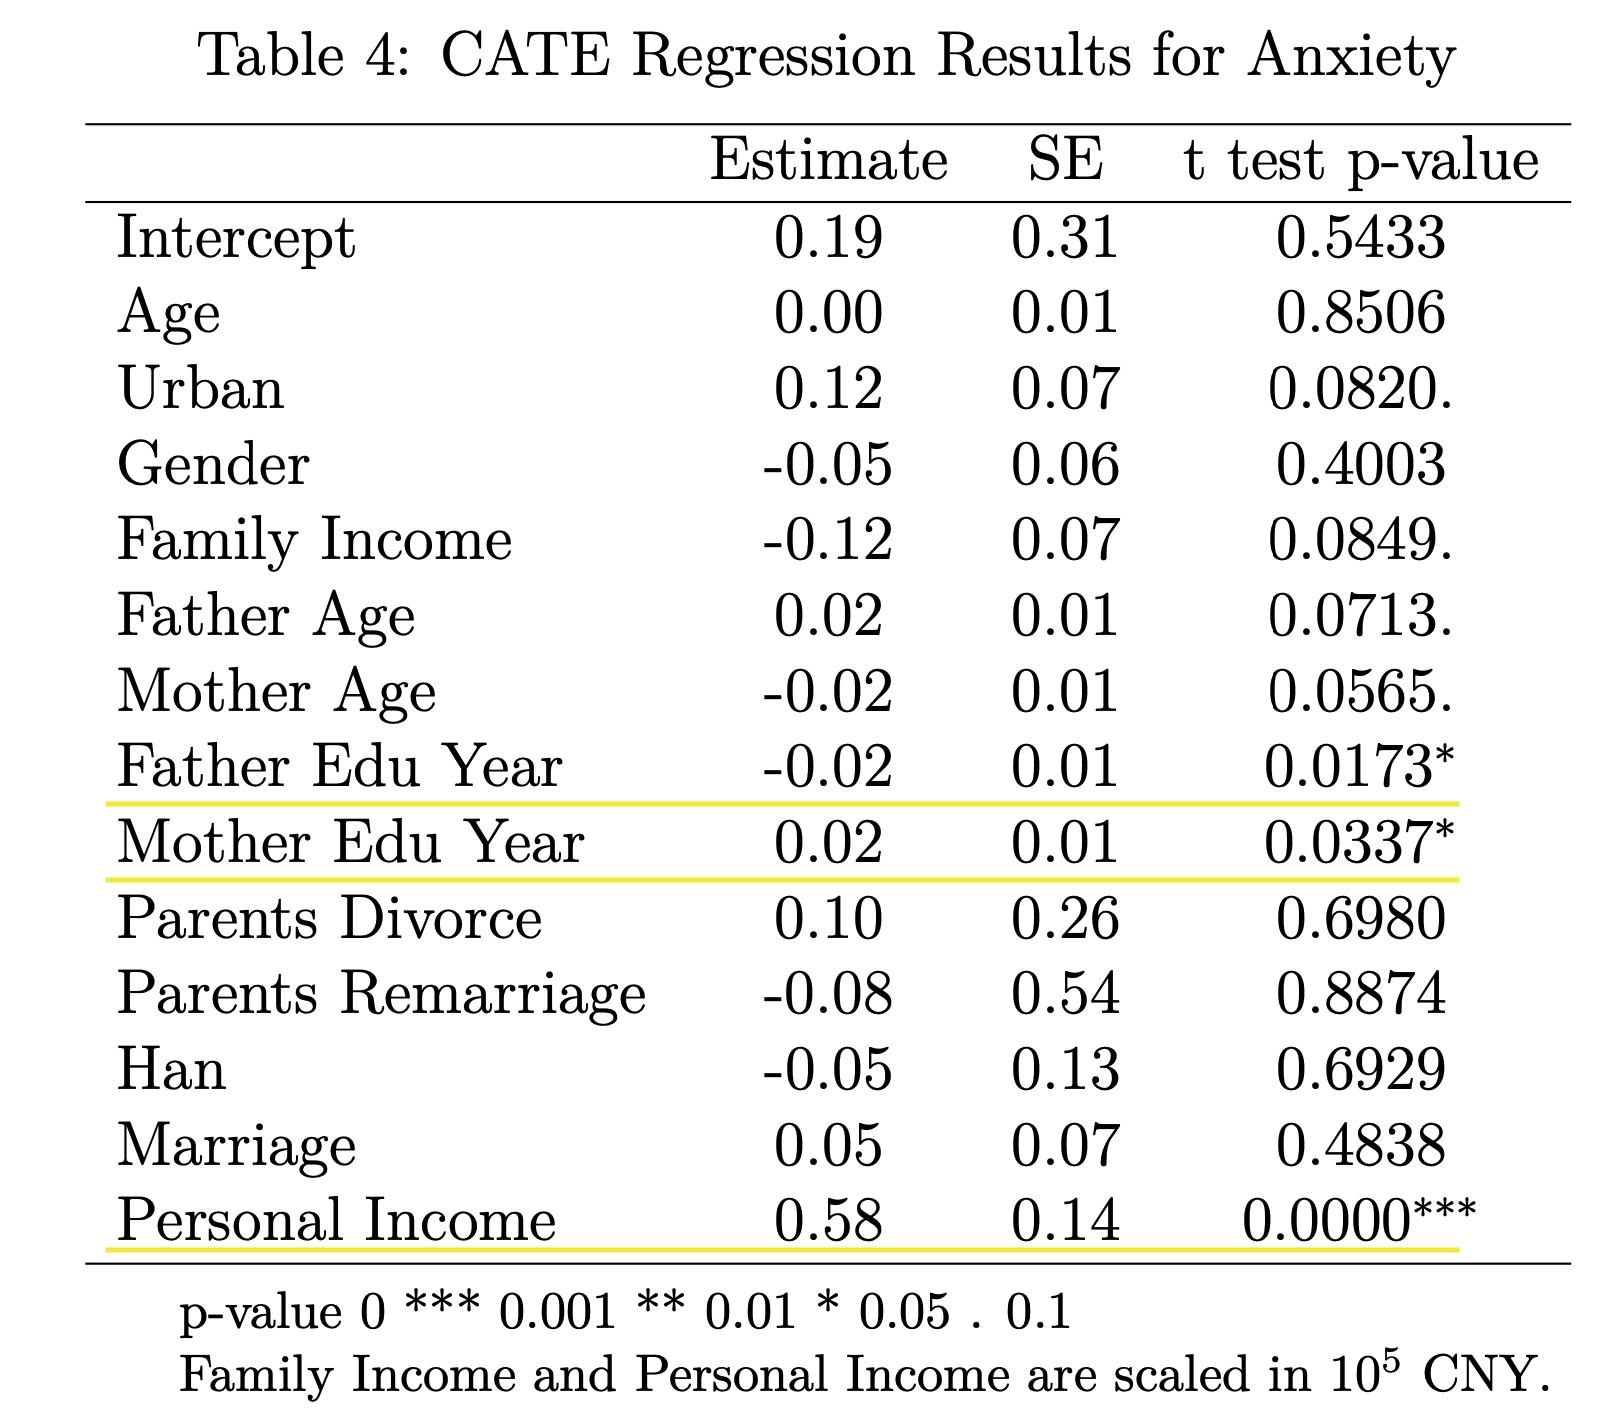 Table 4: CATE Regression Results for Anxiety
Estimate SE t test p-value
Intercept 0.19 0.31 0.5433
Age 0.00 0.01 0.8506
Urban 0.12 0.07 0.0820.
Gender -0.05 0.06 0.4003
Family Income -0.12 0.07 0.0849.
Father Age 0.02 0.01 0.0713.
Mother Age -0.02 0.01 0.0565.
Father Edu Year -0.02 0.01 0.0173*
Mother Edu Year 0.02 0.01 0.0337*
Parents Divorce 0.10 0.26 0.6980
Parents Remarriage -0.08 0.54 0.8874
Han -0.05 0.13 0.6929
Marriage 0.05 0.07 0.4838
Personal Income 0.58 0.14 0.0000***
p-value 0 *** 0.001 ** 0.01 * 0.05 . 0.1
Family Income and Personal Income are scaled in 10⁵ CNY.